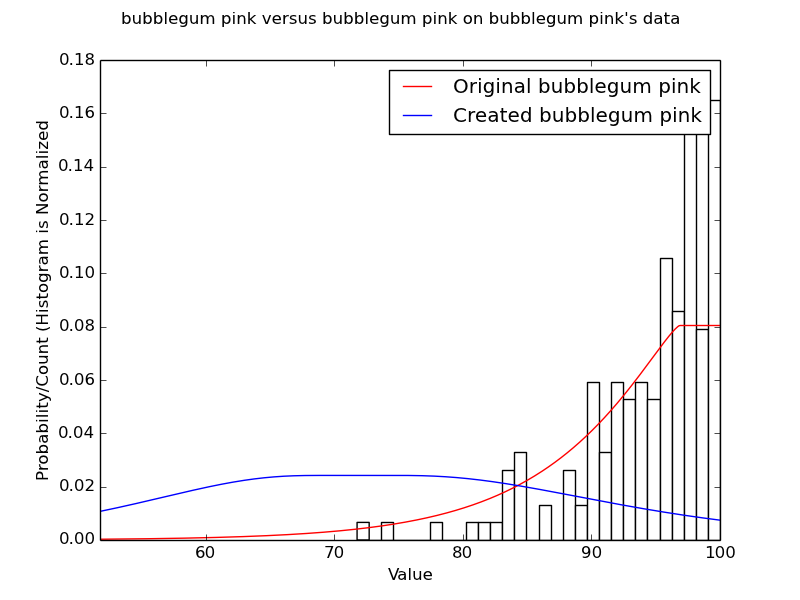 bubblegum pink versus bubblegum pink on bubblegum pink's data
Original bubblegum pink
Created bubblegum pink
0.18
0.16
0.14
0.12
0.10
0.08
0.06
0.04
0.02
0.00
Probability/Count (Histogram is Normalized
60 70 80 90 100
Value